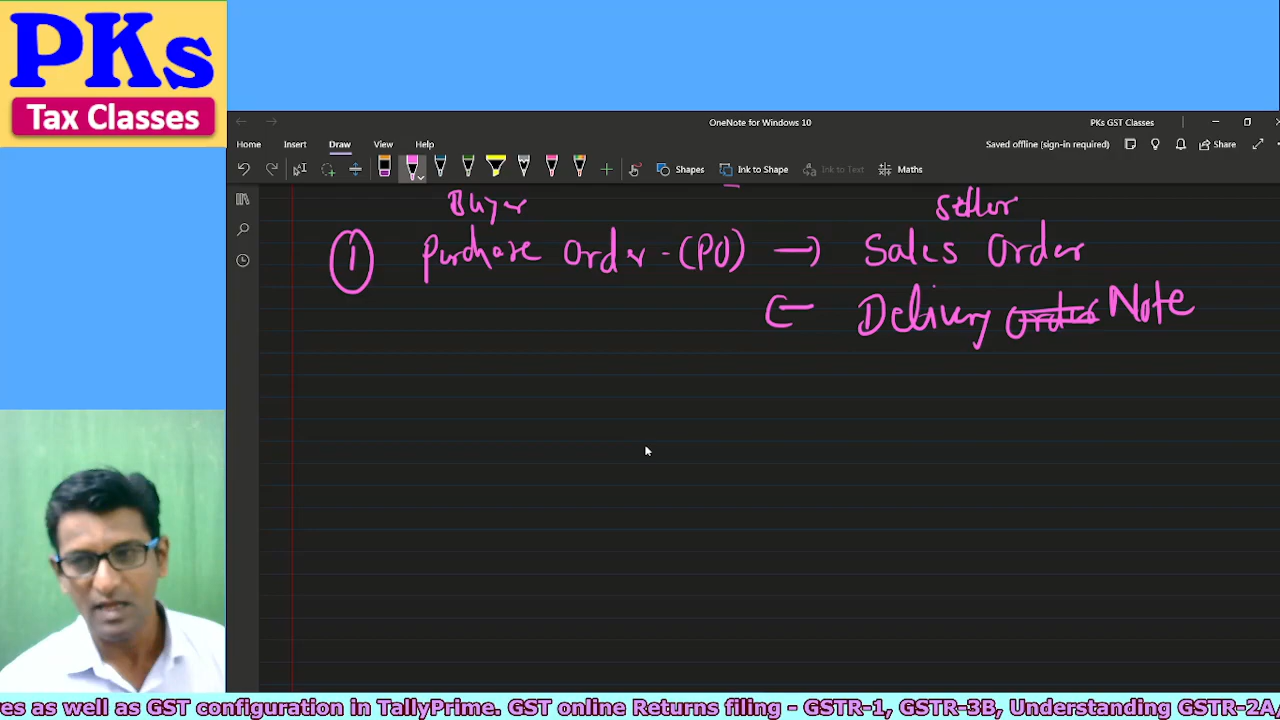 PKs
Tax Classes
OneNote for Windows 10
PKs GST Classes
Home Insert Draw View Help
Saved offline (sign-in required)
Share
Shapes
Ink to Shape
Ink to Text
Maths
Buyer
Seller
1 Purchase Order - (PO) → Sales Order
← Delivery Order Note
es as well as GST configuration in TallyPrime. GST online Returns filing - GSTR-1, GSTR-3B, Understanding GSTR-2A,